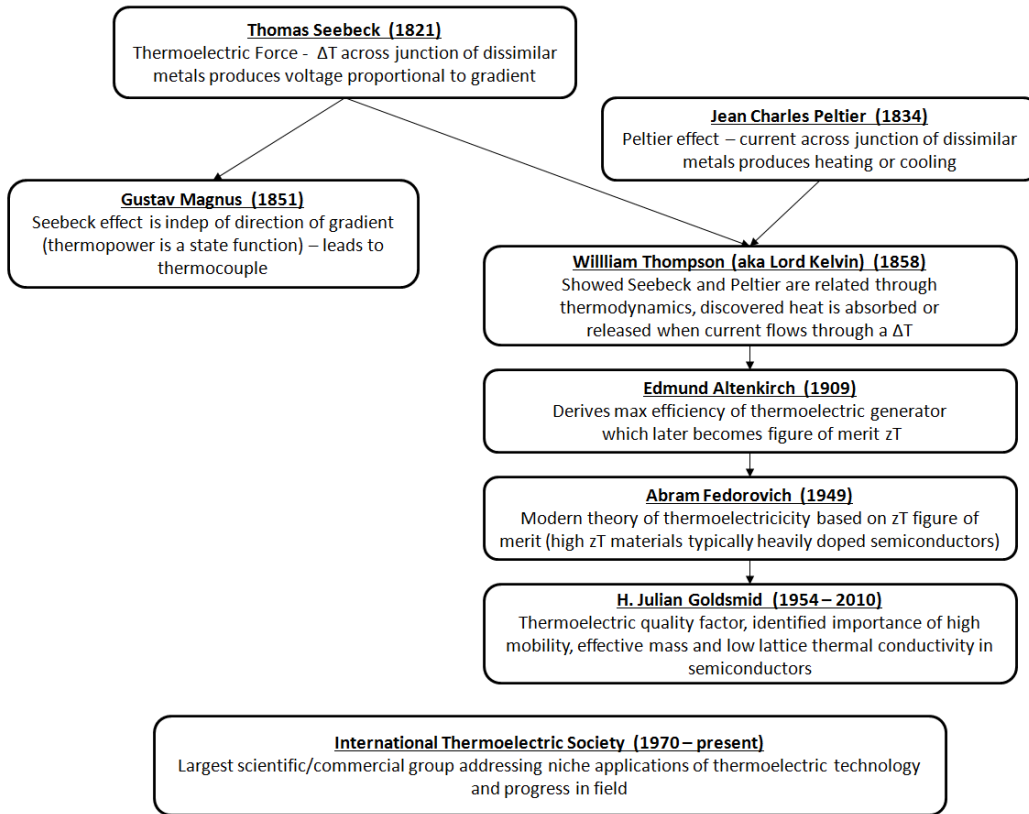 Thomas Seebeck (1821)
Thermoelectric Force - ΔT across junction of dissimilar
metals produces voltage proportional to gradient
Jean Charles Peltier (1834)
Peltier effect – current across junction of dissimilar
metals produces heating or cooling
Gustav Magnus (1851)
Seebeck effect is indep of direction of gradient
(thermopower is a state function) – leads to
thermocouple
Willliam Thompson (aka Lord Kelvin) (1858)
Showed Seebeck and Peltier are related through
thermodynamics, discovered heat is absorbed or
released when current flows through a ΔT
Edmund Altenkirch (1909)
Derives max efficiency of thermoelectric generator
which later becomes figure of merit zT
Abram Fedorovich (1949)
Modern theory of thermoelectricicity based on zT figure of
merit (high zT materials typically heavily doped semiconductors)
H. Julian Goldsmid (1954 – 2010)
Thermoelectric quality factor, identified importance of high
mobility, effective mass and low lattice thermal conductivity in
semiconductors
International Thermoelectric Society (1970 – present)
Largest scientific/commercial group addressing niche applications of thermoelectric technology
and progress in field